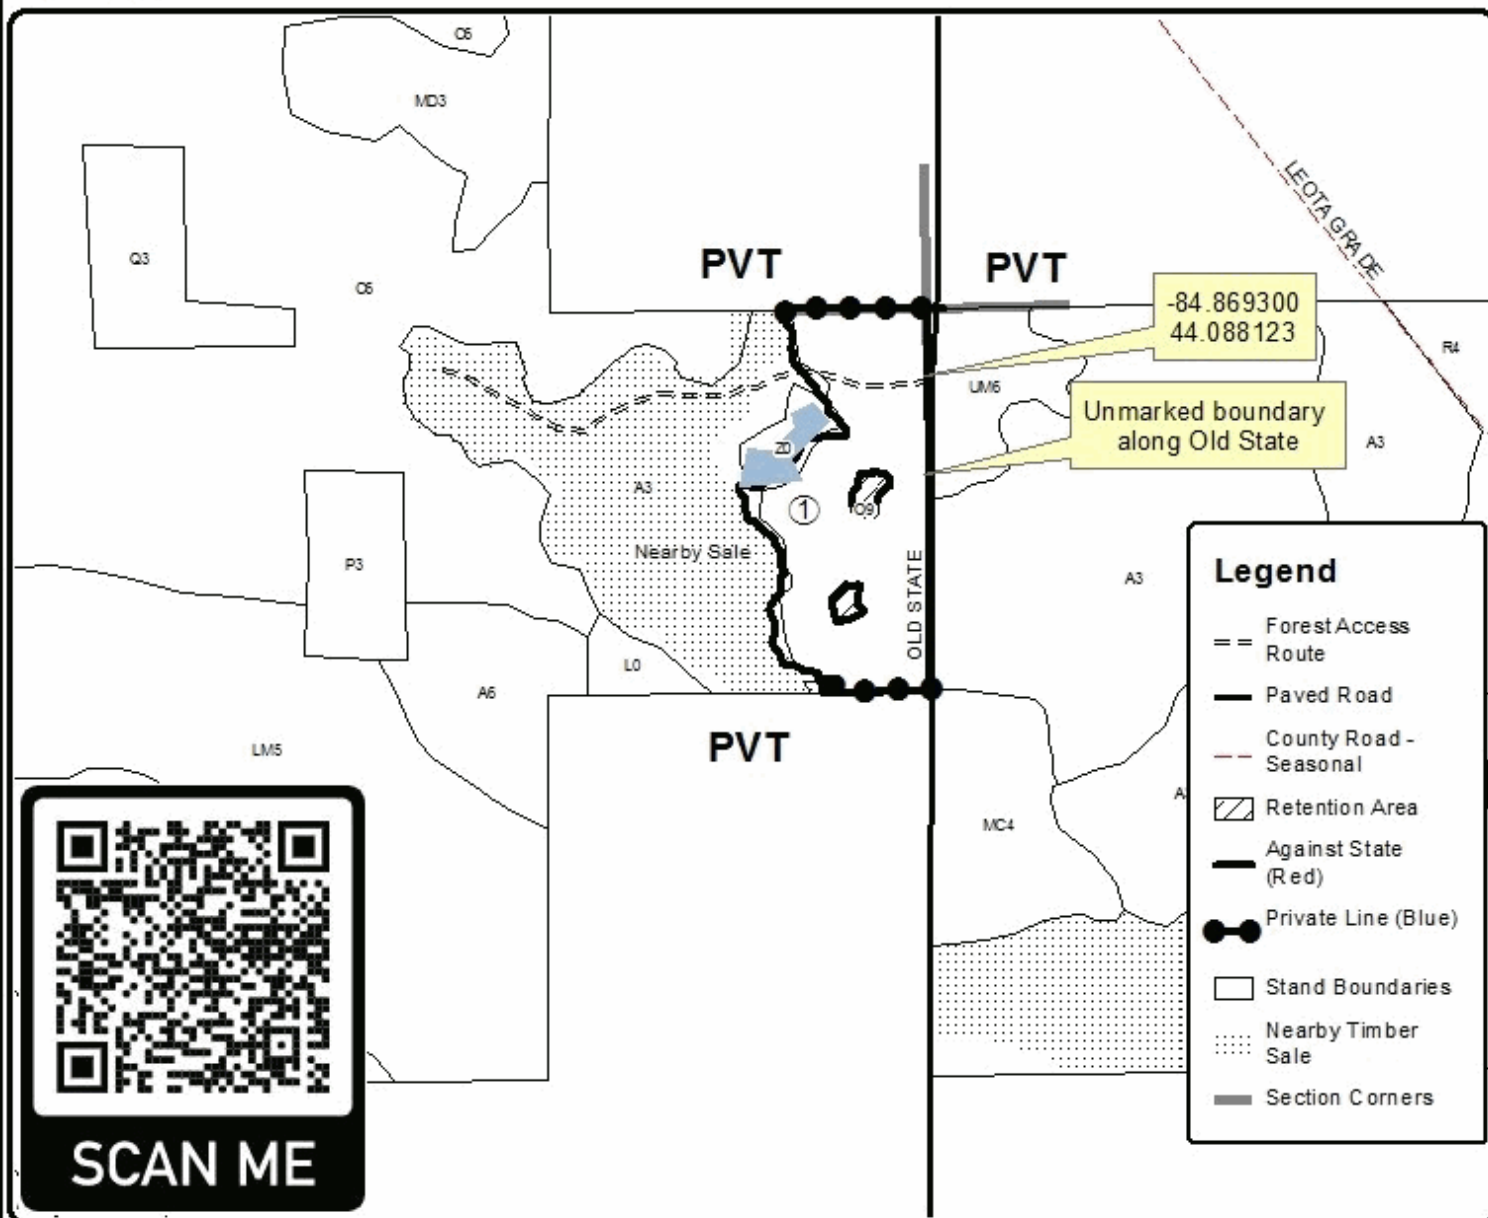 O5
MD3
Q3
O6
PVT
PVT
LEOTA GRADE
-84.869300
44.088123
R4
UM6
Unmarked boundary
along Old State
A3
Z0
A3
1
O9
Nearby Sale
P3
A3
OLD STATE
L0
A6
LM5
PVT
MC4
A
Legend
Forest Access
Route
Paved Road
County Road -
Seasonal
Retention Area
Against State
(Red)
Private Line (Blue)
Stand Boundaries
Nearby Timber
Sale
Section Corners
SCAN ME